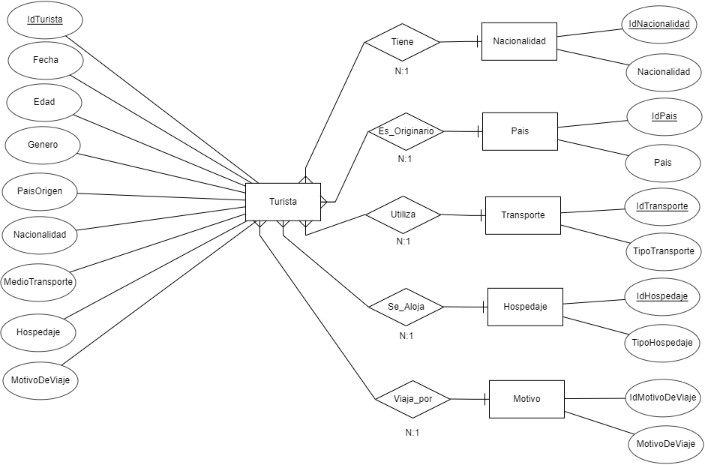 IdTurista
Fecha
Edad
Genero
PaisOrigen
Nacionalidad
MedioTransporte
Hospedaje
MotivoDeViaje
Turista
Tiene
N:1
Nacionalidad
IdNacionalidad
Nacionalidad
Es_Originario
N:1
Pais
IdPais
Pais
Utiliza
N:1
Transporte
IdTransporte
TipoTransporte
Se_Aloja
N:1
Hospedaje
IdHospedaje
TipoHospedaje
Viaja_por
N:1
Motivo
IdMotivoDeViaje
MotivoDeViaje